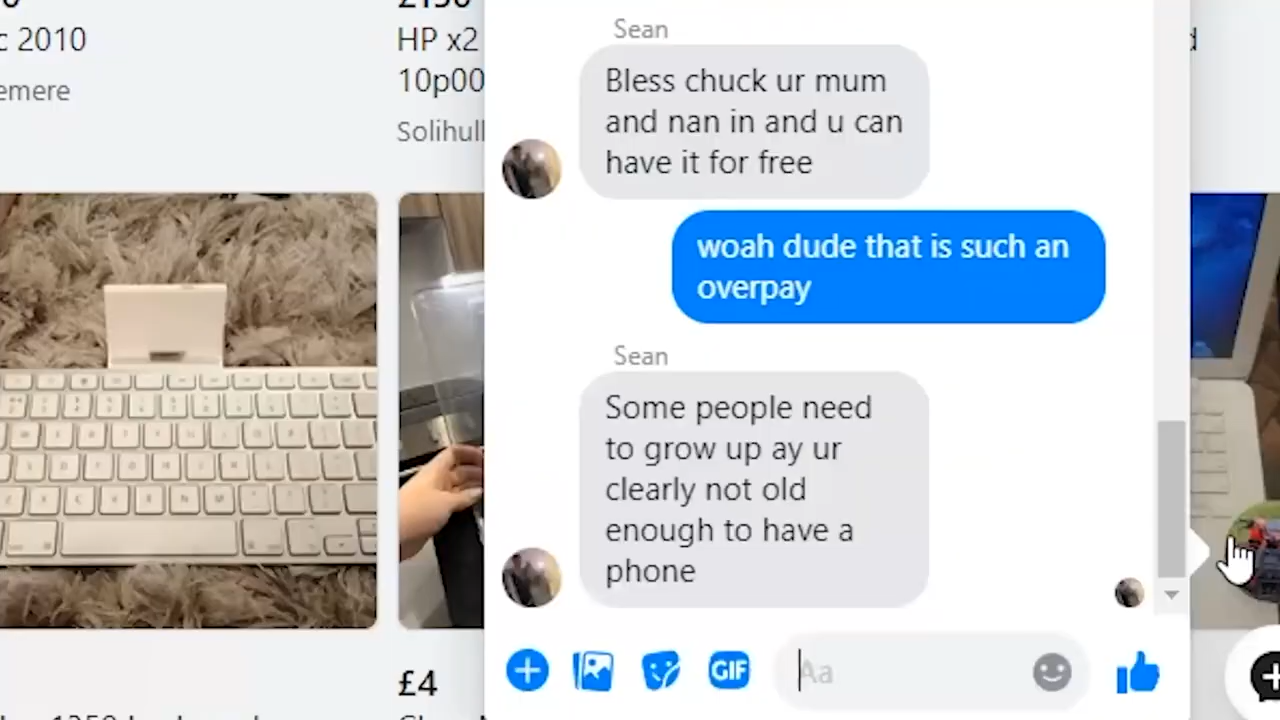 c 2010
emere
HP x2
10p00
Solihull
Sean
Bless chuck ur mum
and nan in and u can
have it for free
woah dude that is such an
overpay
Sean
Some people need
to grow up ay ur
clearly not old
enough to have a
phone
GIF
Aa
£4